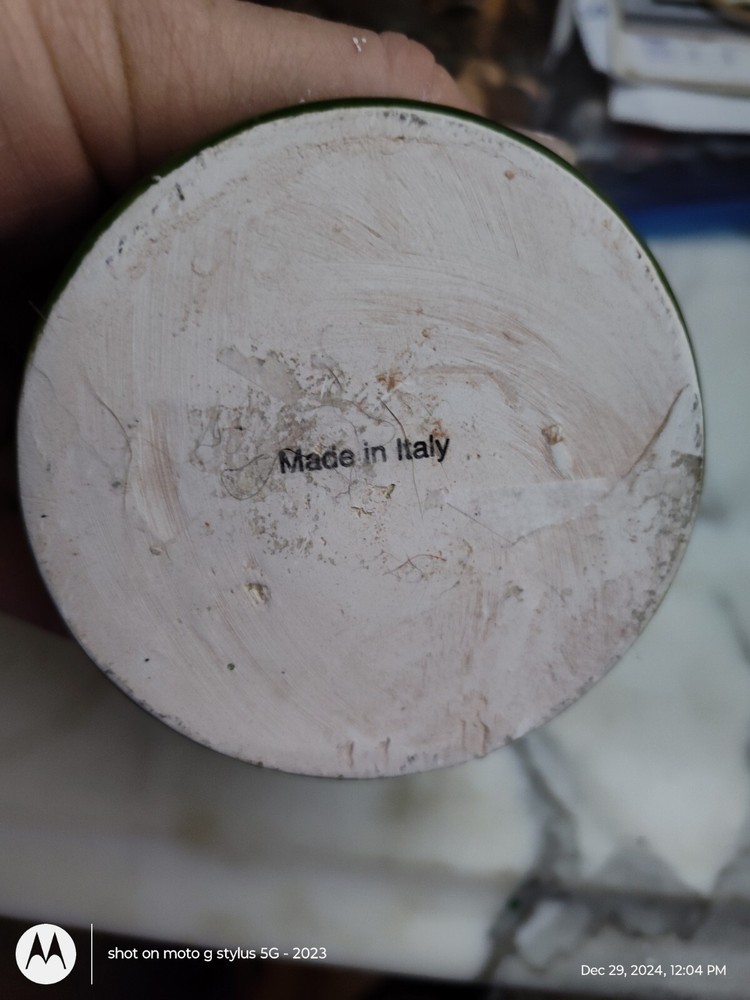 Made in Italy
shot on moto g stylus 5G - 2023
Dec 29, 2024, 12:04 PM